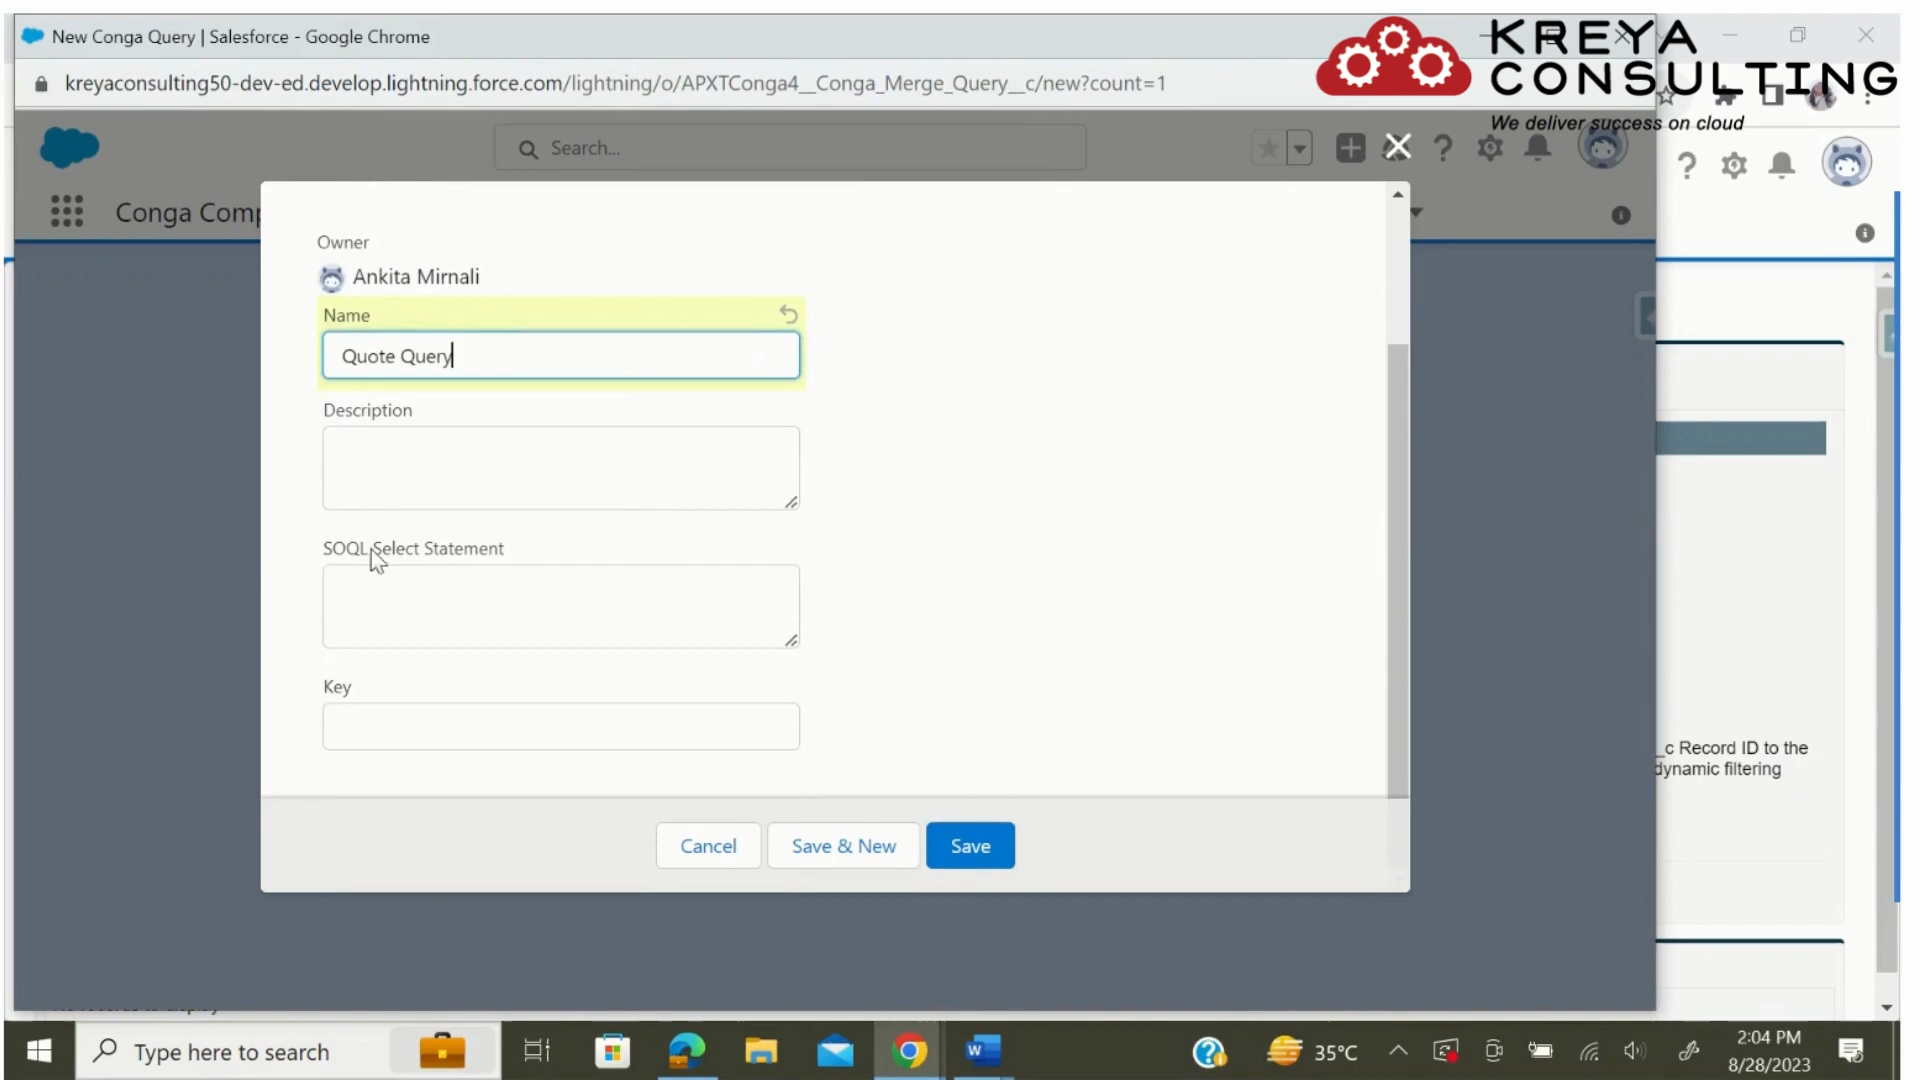 New Conga Query | Salesforce - Google Chrome
KREYA
CONSULTING
We deliver success on cloud
kreyaconsulting50-dev-ed.develop.lightning.force.com/lightning/o/APXTConga4__Conga_Merge_Query__c/new?count=1
Search...
Conga Comp
Owner
Ankita Mirnali
Name
Quote Query
Description
SOQL Select Statement
Key
_c Record ID to the
dynamic filtering
Cancel
Save & New
Save
Type here to search
35°C
2:04 PM
8/28/2023